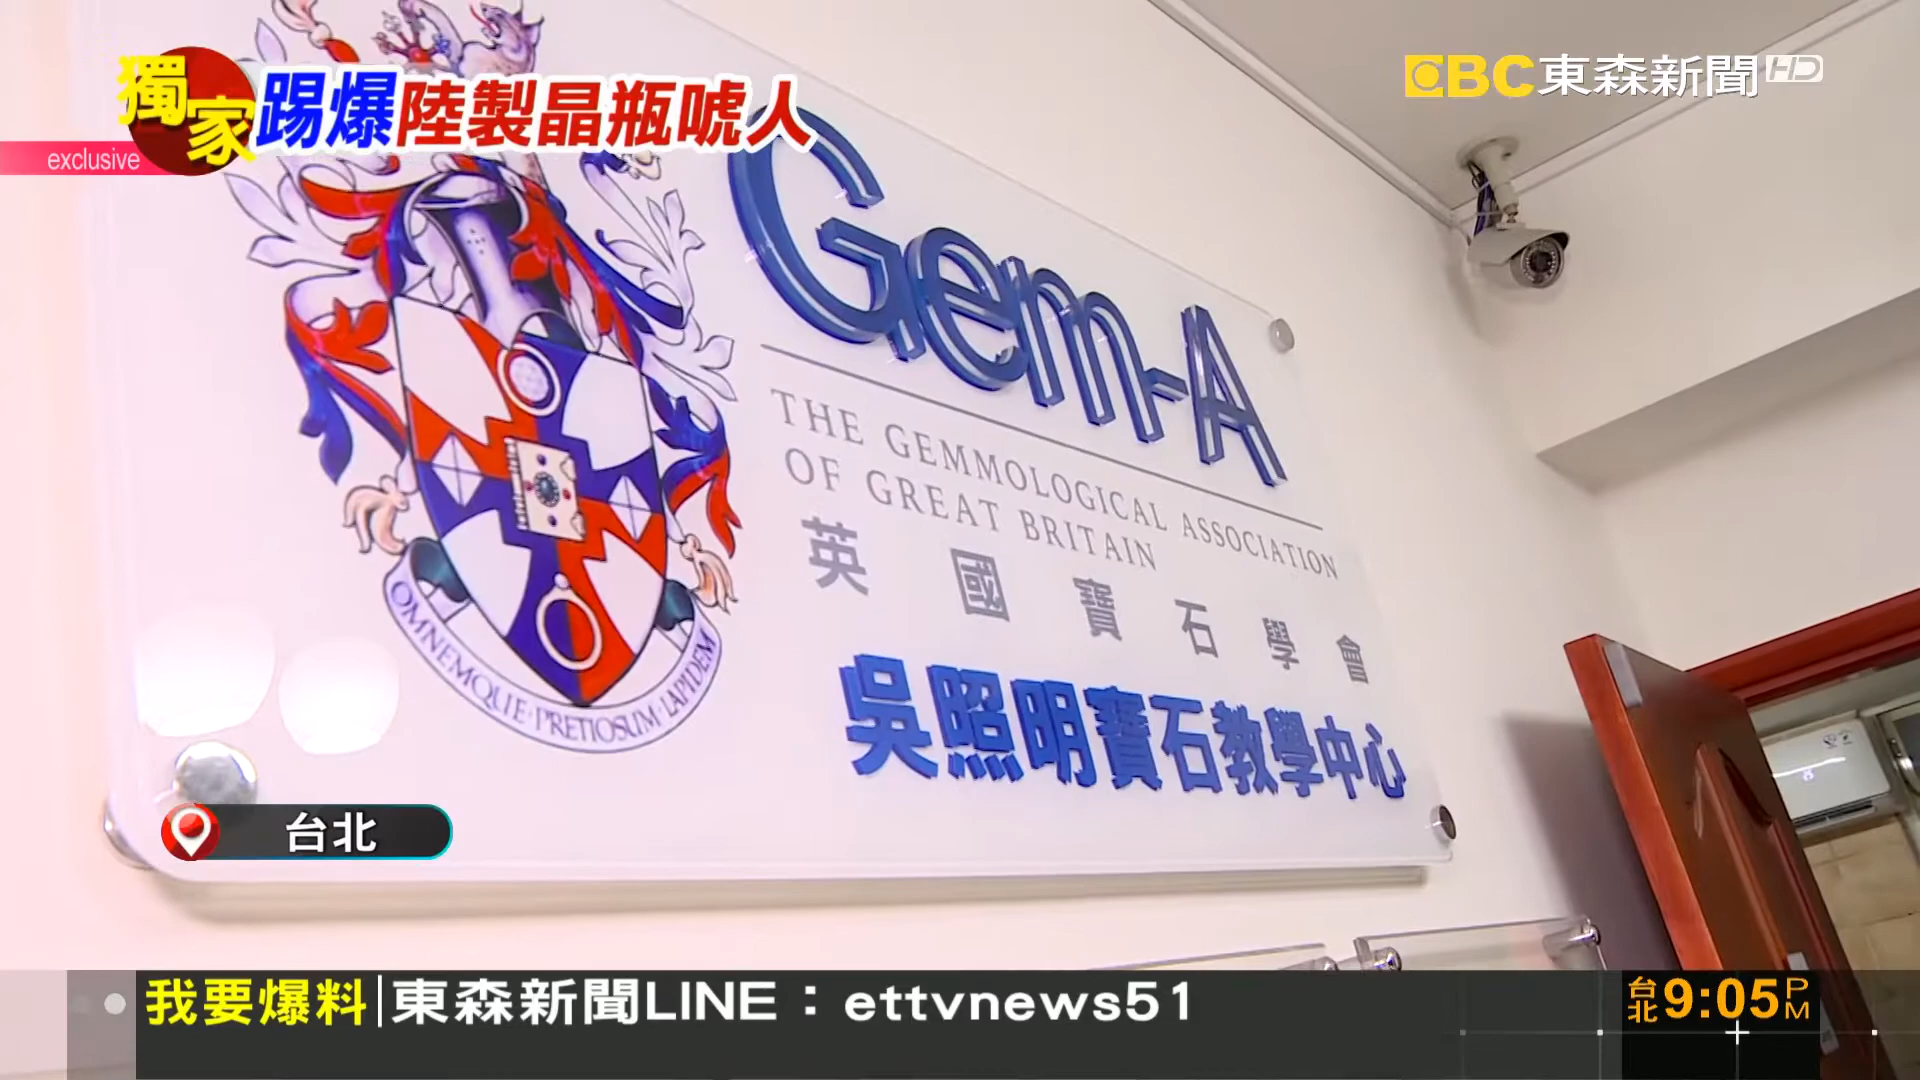 獨家
exclusive
踢爆陸製晶瓶唬人
EBC東森新聞HD
Gem-A
THE GEMMOLOGICAL ASSOCIATION
OF GREAT BRITAIN
英國寶石學會
吳照明寶石教學中心
OMNEMQUE·PRETIOSUM·LAPIDEM
台北
我要爆料|東森新聞LINE：ettvnews51
台北9:05PM